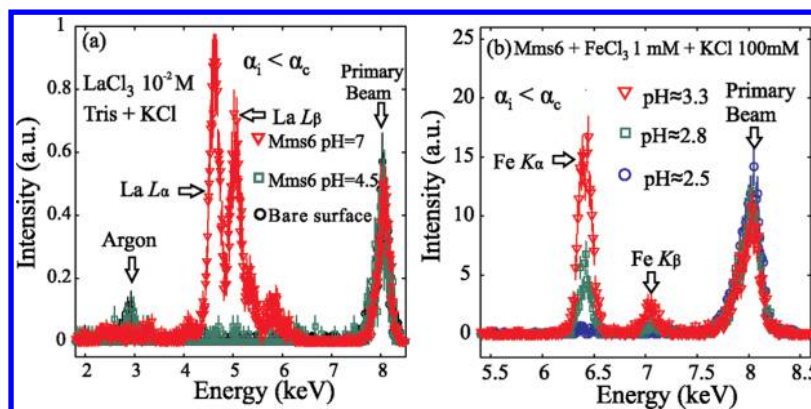 (a)
αi < αc
LaCl3 10-2 M
Tris + KCl
Primary
Beam
La Lβ
Mms6 pH=7
Mms6 pH=4.5
Bare surface
La Lα
Argon
Intensity (a.u.)
1
0.8
0.6
0.4
0.2
0
2 3 4 5 6 7 8
Energy (keV)
(b) Mms6 + FeCl3 1 mM + KCl 100mM
αi < αc
Primary
Beam
pH≈3.3
pH≈2.8
pH≈2.5
Fe Kα
Fe Kβ
Intensity (a.u.)
25
20
15
10
5
0
5.5 6 6.5 7 7.5 8 8.5
Energy (keV)